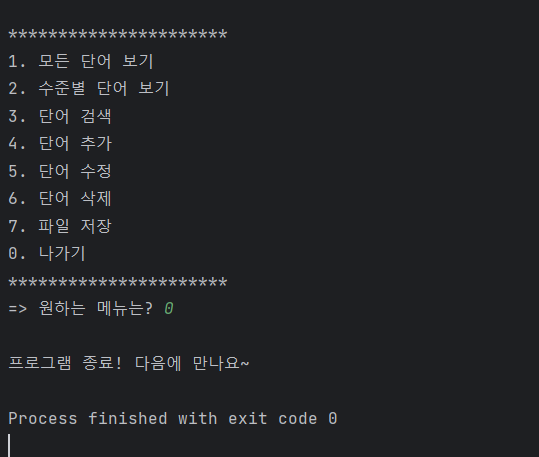 **********************
1. 모든 단어 보기
2. 수준별 단어 보기
3. 단어 검색
4. 단어 추가
5. 단어 수정
6. 단어 삭제
7. 파일 저장
0. 나가기
**********************
=> 원하는 메뉴는? 0
프로그램 종료! 다음에 만나요~
Process finished with exit code 0